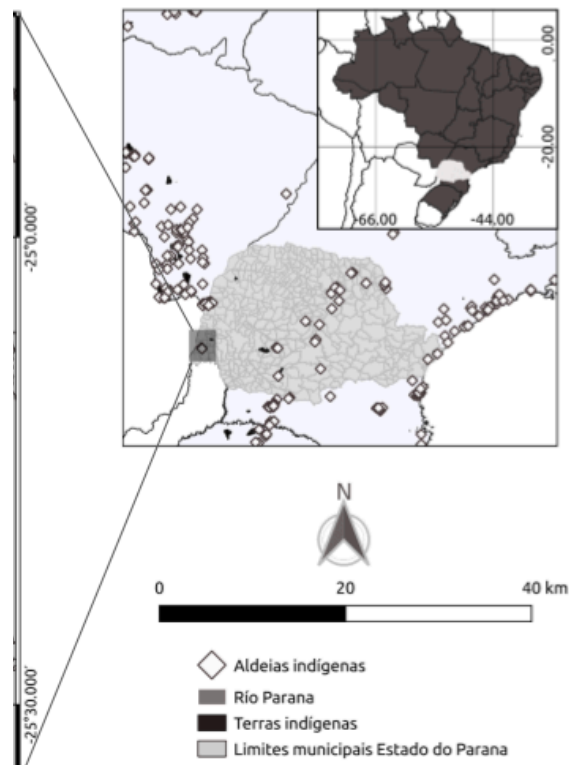 0.00
-20.00
-66.00 -44.00
-25°0.000′
N
0 20 40 km
-25°30.000′
Aldeias indígenas
Río Parana
Terras indígenas
Limites municipais Estado do Parana